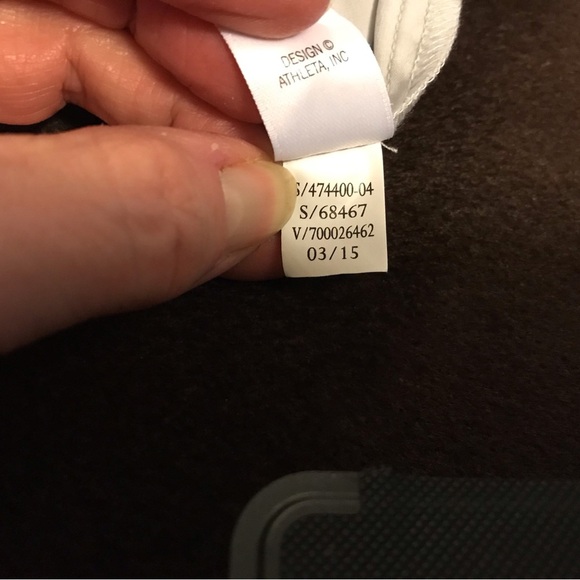 DESIGN ©
ATHLETA, INC
S/474400-04
S/68467
V/700026462
03/15